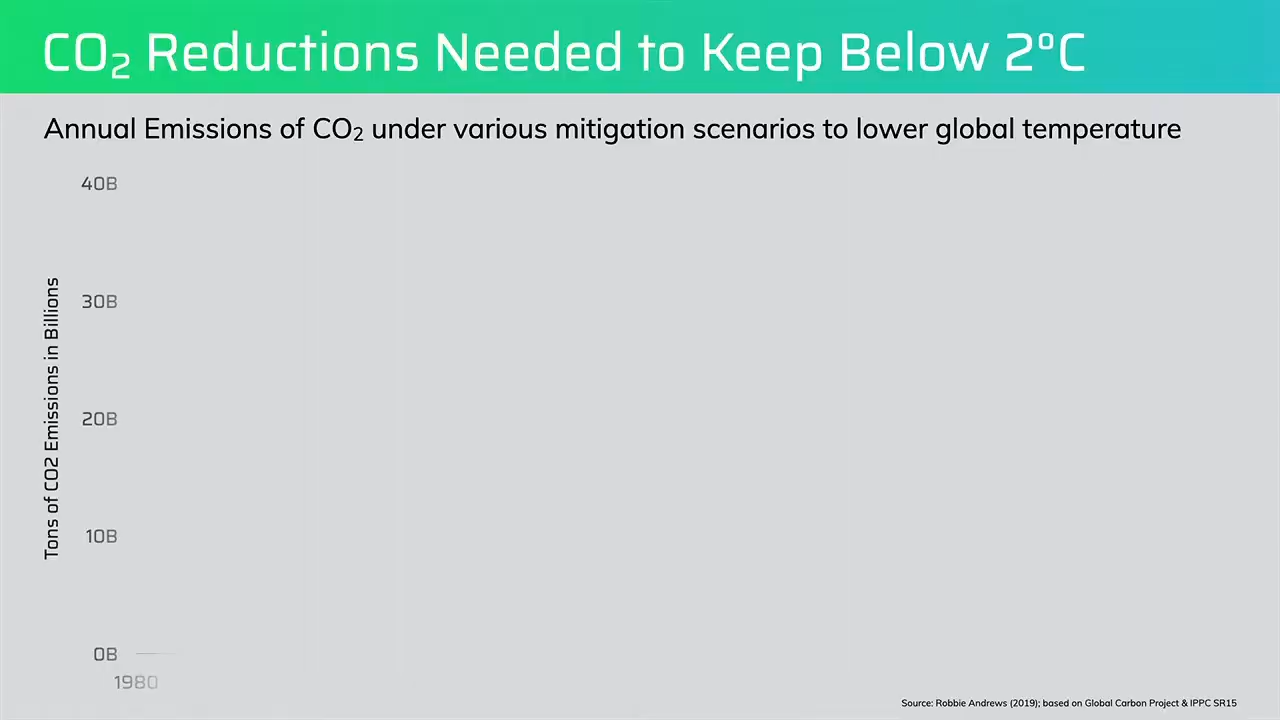 CO₂ Reductions Needed to Keep Below 2ºC
Annual Emissions of CO₂ under various mitigation scenarios to lower global temperature
40B
30B
Tons of CO2 Emissions in Billions
20B
10B
0B
1980
Source: Robbie Andrews (2019); based on Global Carbon Project & IPPC SR15